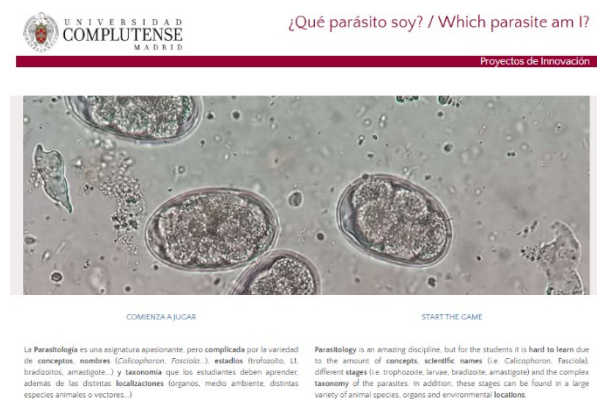 UNIVERSIDAD
COMPLUTENSE
MADRID
¿Qué parásito soy? / Which parasite am I?
Proyectos de Innovación
COMIENZA A JUGAR
La Parasitología es una asignatura apasionante, pero complicada por la variedad
de conceptos, nombres (Calicophoron, Fasciola...), estadios (trofozoíto, L1,
bradizoítos, amastigote...) y taxonomía que los estudiantes deben aprender,
además de las distintas localizaciones (órganos, medio ambiente, distintas
especies animales o vectores...)
START THE GAME
Parasitology is an amazing discipline, but for the students it is hard to learn due
to the amount of concepts, scientific names (i.e. Calicophoron, Fasciola),
different stages (i.e. trophozoite, larvae, bradizoite, amastigote) and the complex
taxonomy of the parasites. In addition, these stages can be found in a large
variety of animal species, organs and environmental locations.